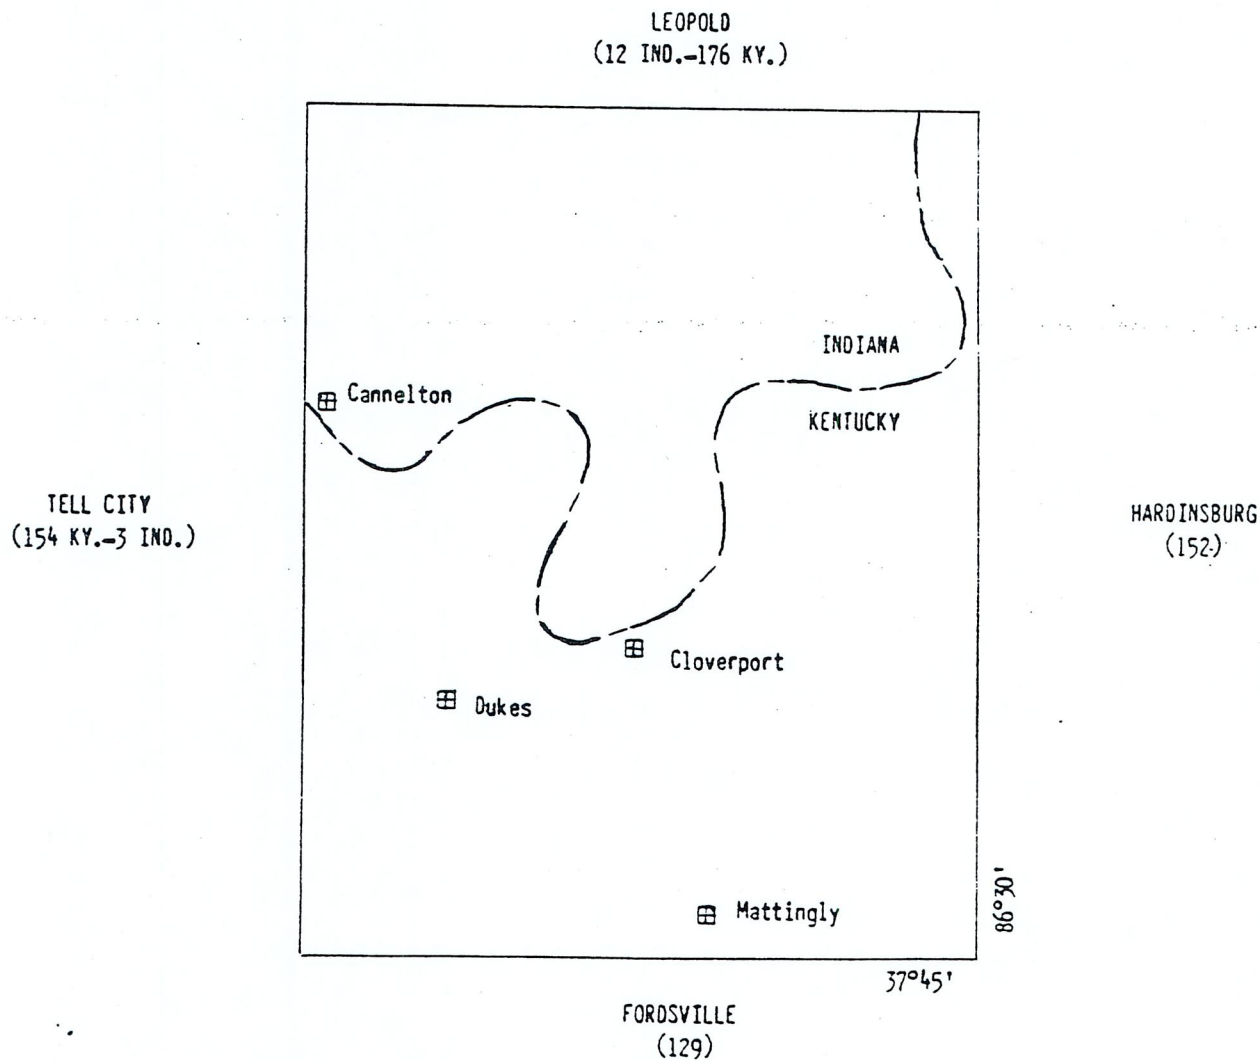 LEOPOLD
(12 IND.-176 KY.)
INDIANA
Cannelton
KENTUCKY
TELL CITY
(154 KY.-3 IND.)
HARDINSBURG
(152)
Cloverport
Dukes
Mattingly
86°30'
37°45'
FORDSVILLE
(129)